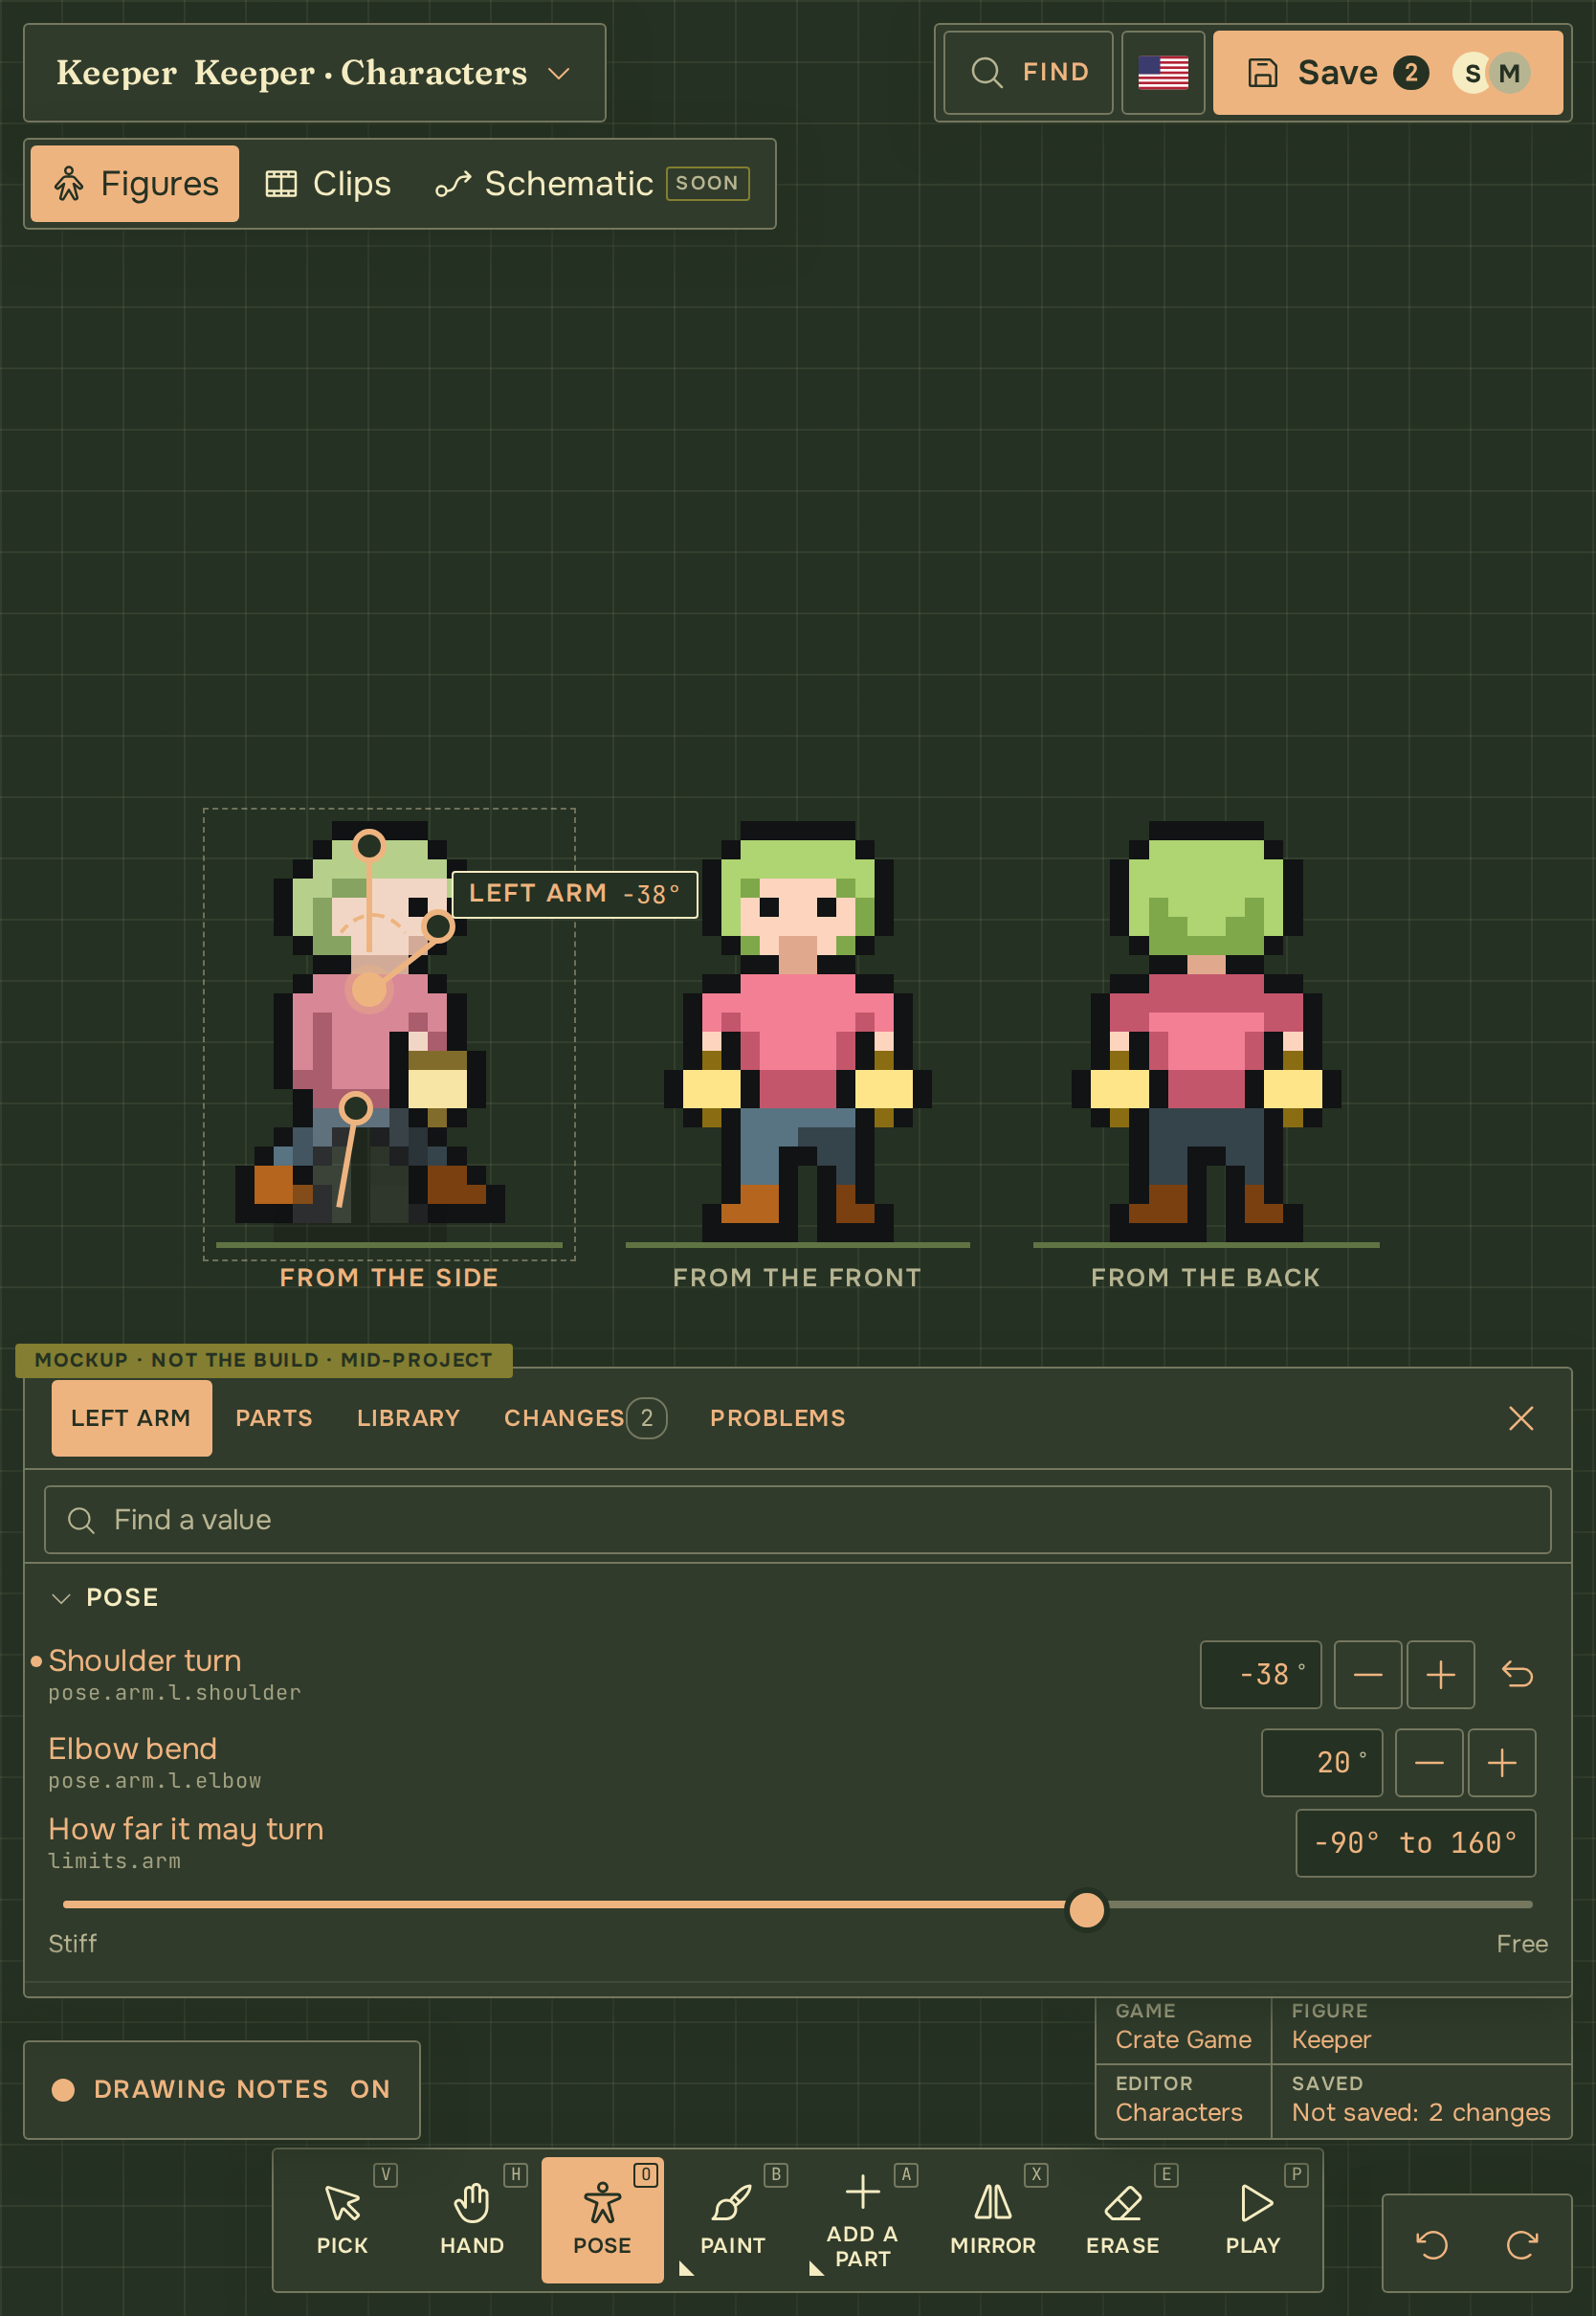 Keeper Keeper · Characters
FIND
Save 2 S M
Figures
Clips
Schematic SOON
LEFT ARM -38°
FROM THE SIDE
FROM THE FRONT
FROM THE BACK
MOCKUP · NOT THE BUILD · MID-PROJECT
LEFT ARM
PARTS
LIBRARY
CHANGES 2
PROBLEMS
Find a value
POSE
Shoulder turn
pose.arm.l.shoulder
-38 °
Elbow bend
pose.arm.l.elbow
20 °
How far it may turn
limits.arm
-90° to 160°
Stiff
Free
GAME
Crate Game
FIGURE
Keeper
EDITOR
Characters
SAVED
Not saved: 2 changes
DRAWING NOTES ON
V
PICK
H
HAND
O
POSE
B
PAINT
A
ADD A
PART
X
MIRROR
E
ERASE
P
PLAY